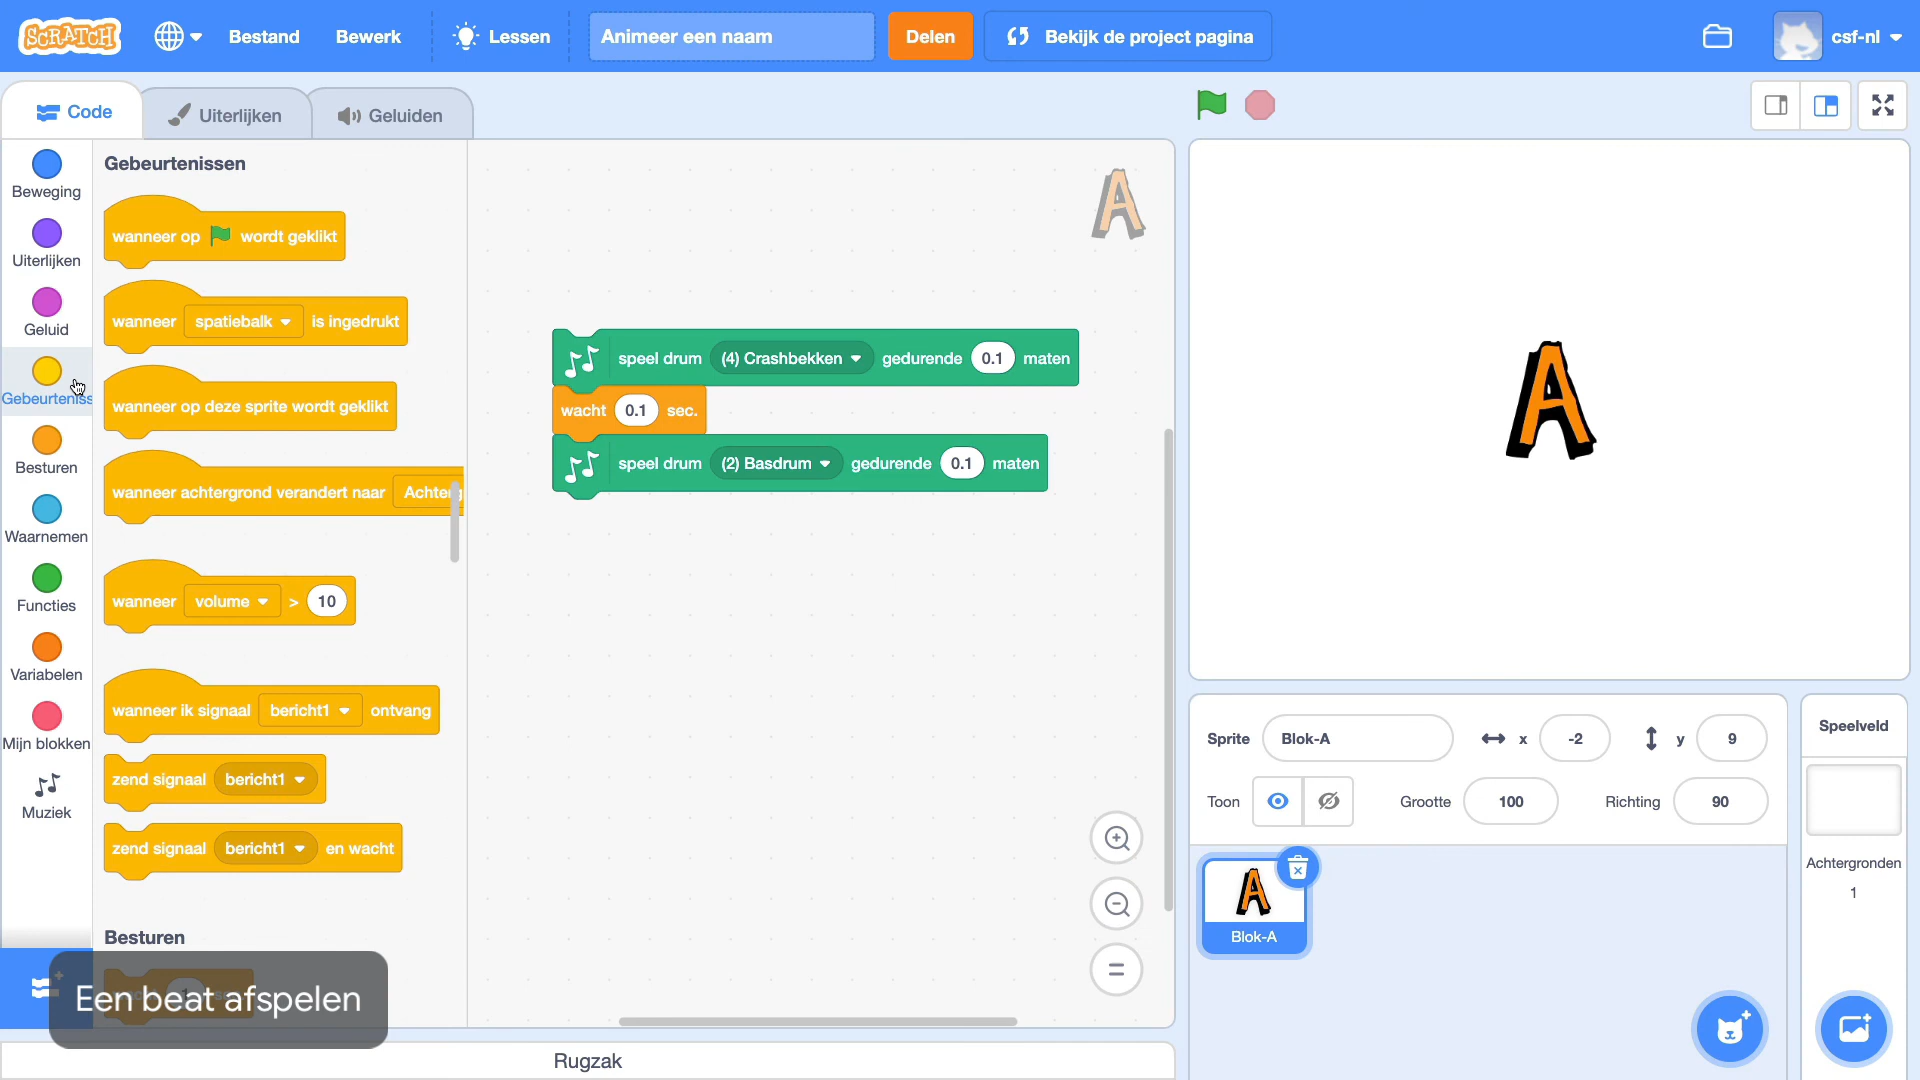 SCRATCH
Bestand
Bewerk
Lessen
Animeer een naam
Delen
Bekijk de project pagina
csf-nl
Code
Uiterlijken
Geluiden
Beweging
Uiterlijken
Geluid
Gebeurteniss
Besturen
Waarnemen
Functies
Variabelen
Mijn blokken
Muziek
Gebeurtenissen
wanneer op wordt geklikt
wanneer spatiebalk is ingedrukt
wanneer op deze sprite wordt geklikt
wanneer achtergrond verandert naar Achterg
wanneer volume > 10
wanneer ik signaal bericht1 ontvang
zend signaal bericht1
zend signaal bericht1 en wacht
Besturen
Een beat afspelen
speel drum (4) Crashbekken gedurende 0.1 maten
wacht 0.1 sec.
speel drum (2) Basdrum gedurende 0.1 maten
A
A
Sprite Blok-A x -2 y 9
Toon Grootte 100 Richting 90
A
Blok-A
Speelveld
Achtergronden
1
Rugzak